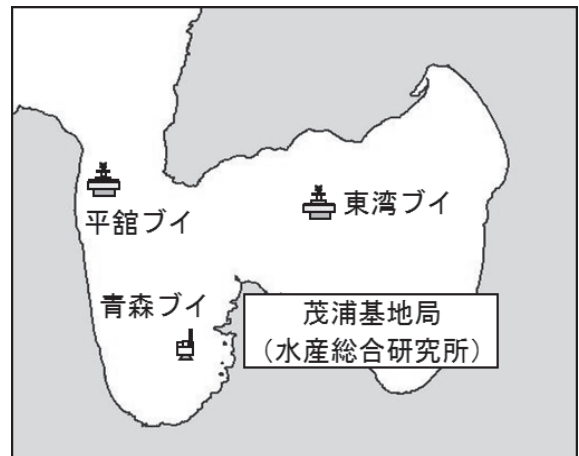 東湾ブイ
平舘ブイ
青森ブイ
茂浦基地局
（水産総合研究所）